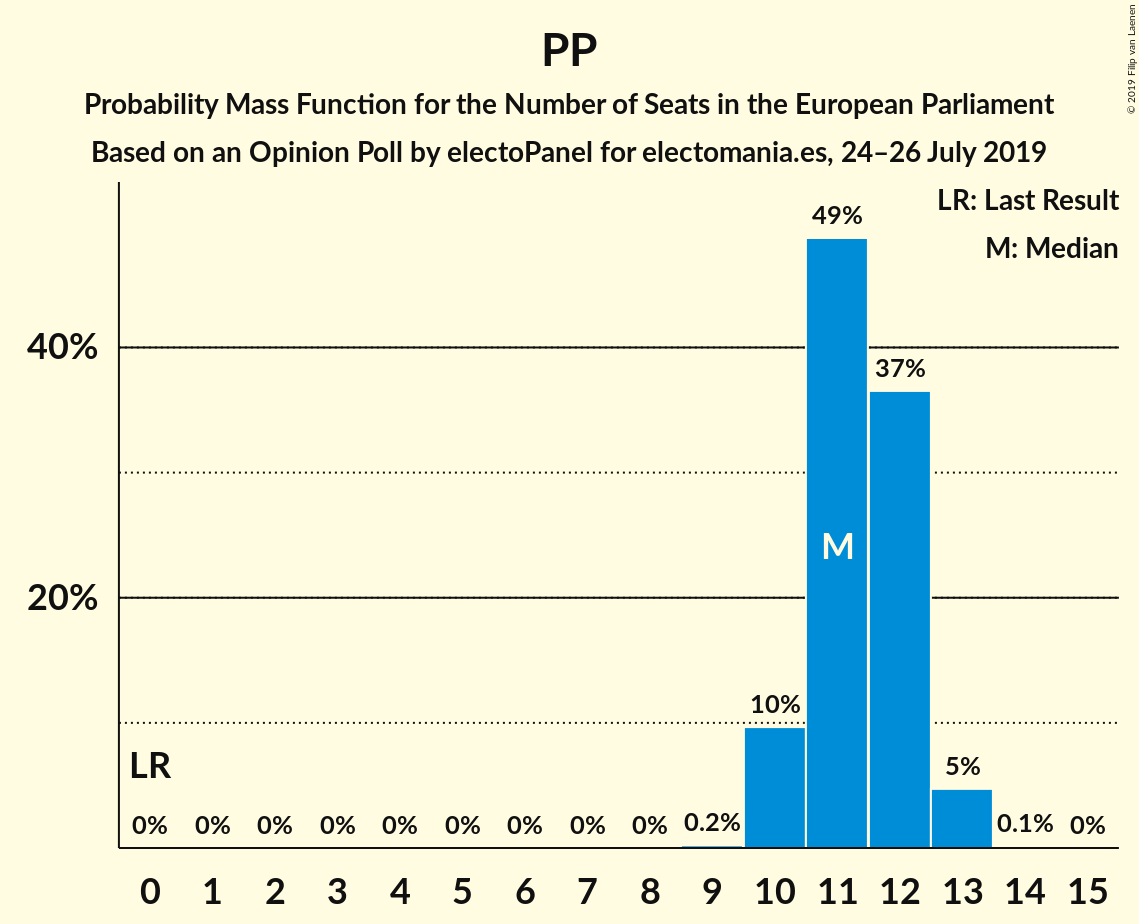 PP
Probability Mass Function for the Number of Seats in the European Parliament
Based on an Opinion Poll by electoPanel for electomania.es, 24–26 July 2019
© 2019 Filip van Laenen
LR: Last Result
M: Median
49%
40%
37%
M
20%
10%
LR
5%
0% 0% 0% 0% 0% 0% 0% 0% 0% 0.2% 0.1% 0%
0 1 2 3 4 5 6 7 8 9 10 11 12 13 14 15